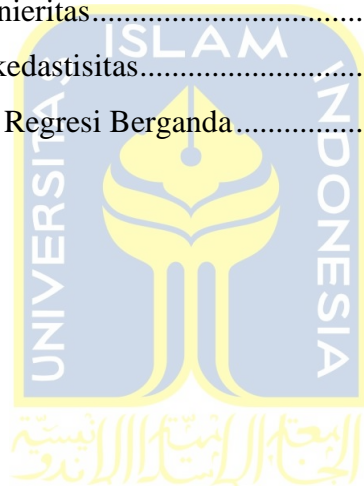 nieritas...................................
kedastisitas...............................
Regresi Berganda................
ISLAM
UNIVERSITAS
INDONESIA